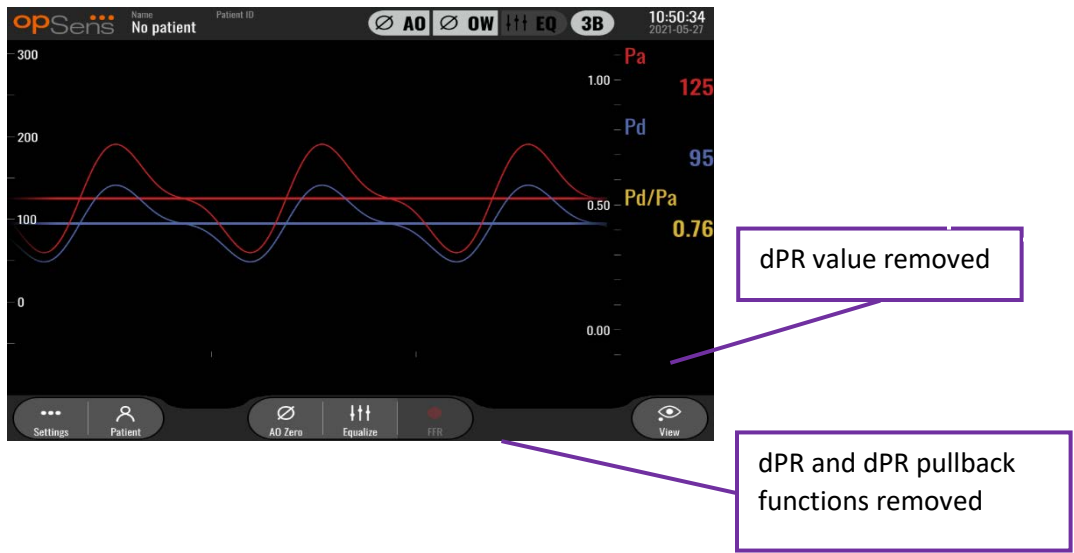 opSens
Name
No patient
Patient ID
AO
OW
EQ
3B
10:50:34
2021-05-27
300
200
100
0
1.00
0.50
0.00
Pa
125
Pd
95
Pd/Pa
0.76
dPR value removed
Settings
Patient
AO Zero
Equalize
FFR
View
dPR and dPR pullback
functions removed